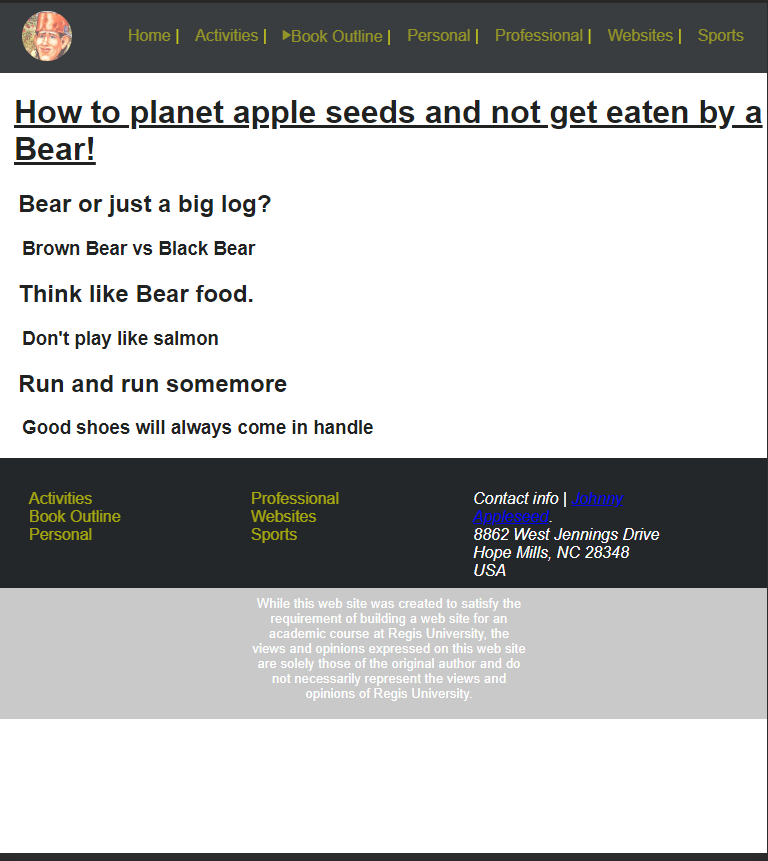 Home | Activities | Book Outline | Personal | Professional | Websites | Sports
How to planet apple seeds and not get eaten by a
Bear!
Bear or just a big log?
Brown Bear vs Black Bear
Think like Bear food.
Don't play like salmon
Run and run somemore
Good shoes will always come in handle
Activities
Book Outline
Personal
Professional
Websites
Sports
Contact info | Johnny
Appleseed.
8862 West Jennings Drive
Hope Mills, NC 28348
USA
While this web site was created to satisfy the
requirement of building a web site for an
academic course at Regis University, the
views and opinions expressed on this web site
are solely those of the original author and do
not necessarily represent the views and
opinions of Regis University.